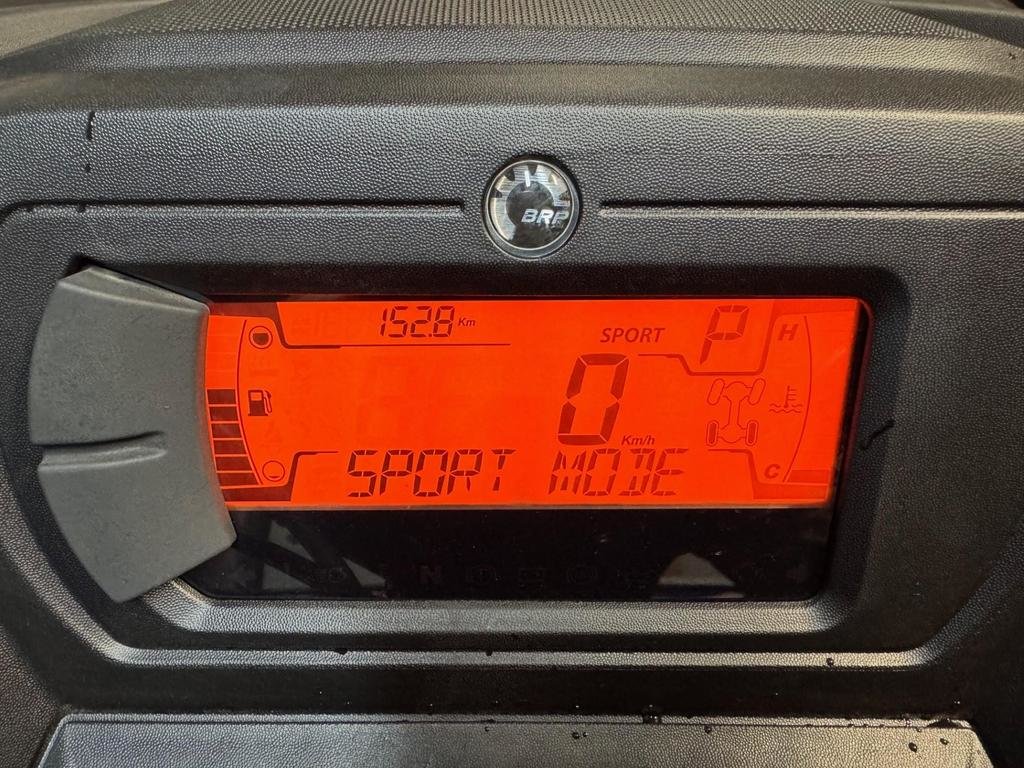 BRP
152.8 Km
SPORT P H
0
Km/h
C
SPORT MODE
N